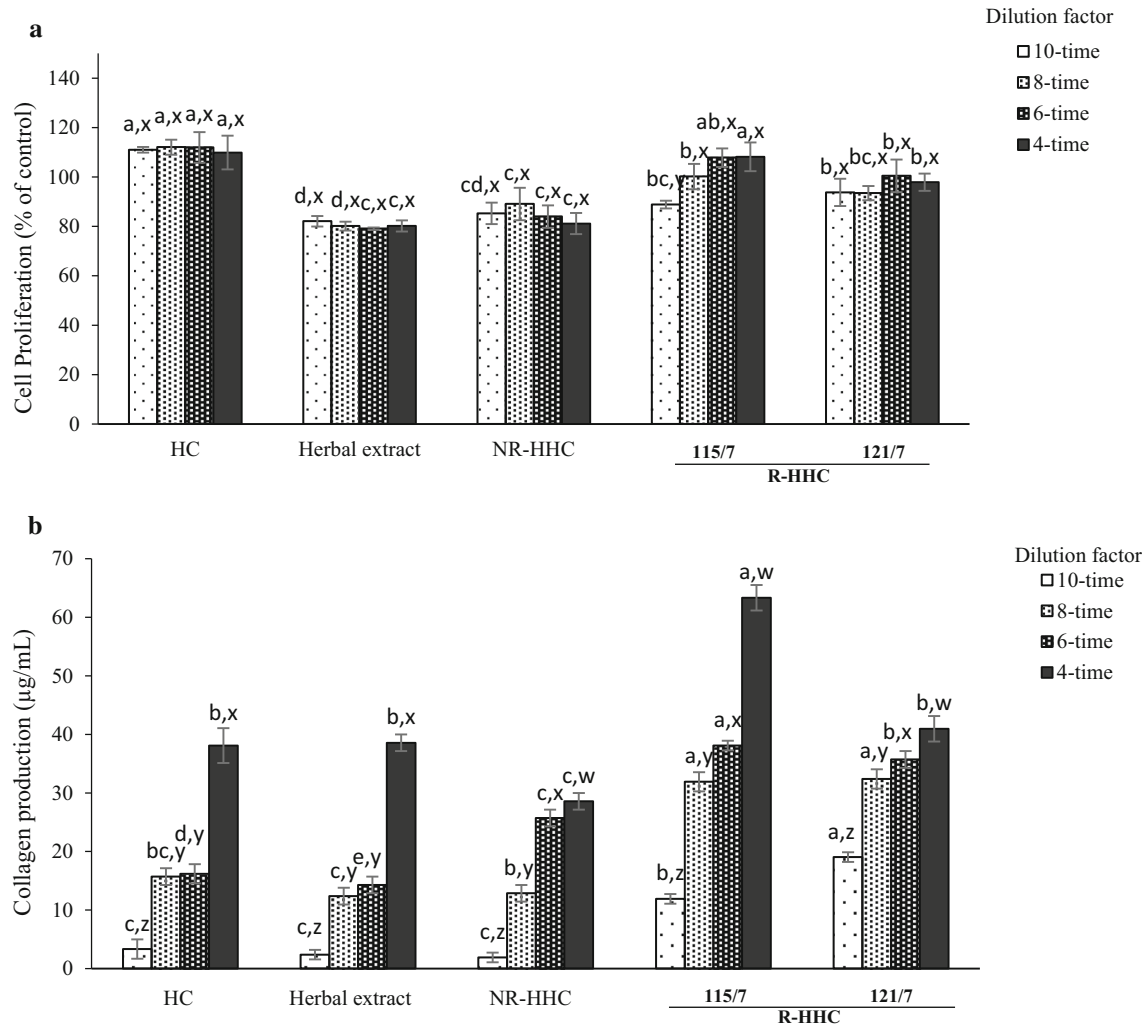 a
Dilution factor
10-time
8-time
6-time
4-time
Cell Proliferation (% of control)
140
120
100
80
60
40
20
0
a,x a,x a,x a,x
d,x d,x c,x c,x
cd,x c,x c,x c,x
bc,y b,x ab,x a,x
b,x bc,x b,x b,x
HC Herbal extract NR-HHC 115/7 121/7
R-HHC
b
Dilution factor
10-time
8-time
6-time
4-time
Collagen production (µg/mL)
70
60
50
40
30
20
10
0
c,z bc,y d,y b,x
c,z c,y e,y b,x
c,z b,y c,x c,w
b,z a,y a,x a,w
a,z a,y b,x b,w
HC Herbal extract NR-HHC 115/7 121/7
R-HHC